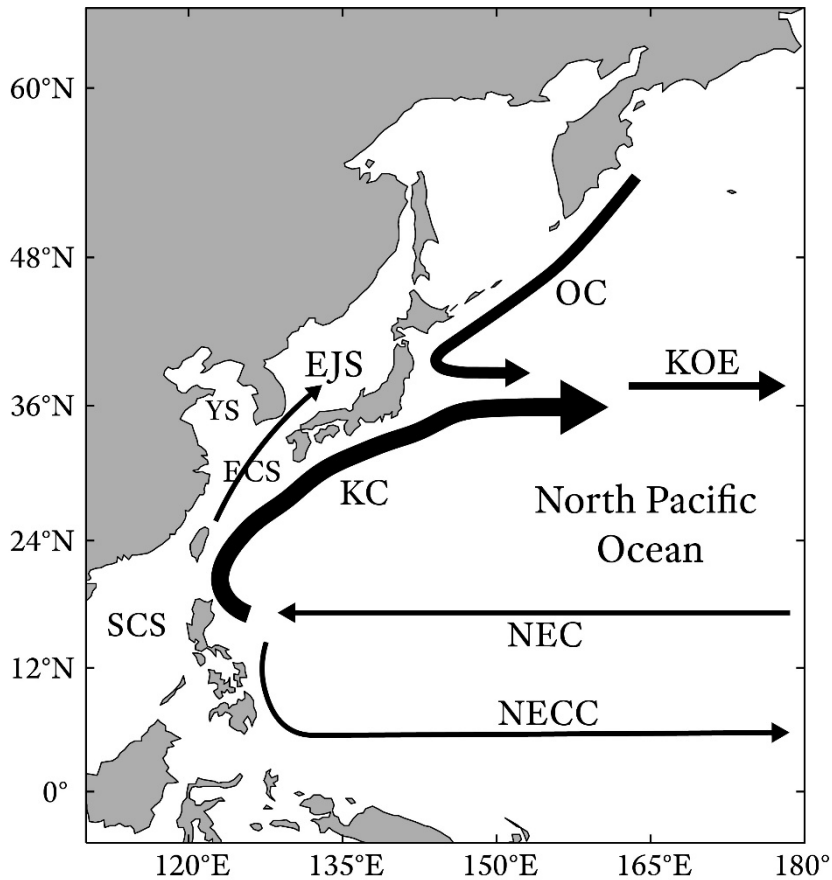 60°N
48°N
OC
EJS
KOE
YS
36°N
ECS
KC
North Pacific
Ocean
24°N
SCS
NEC
12°N
NECC
0°
120°E
135°E
150°E
165°E
180°